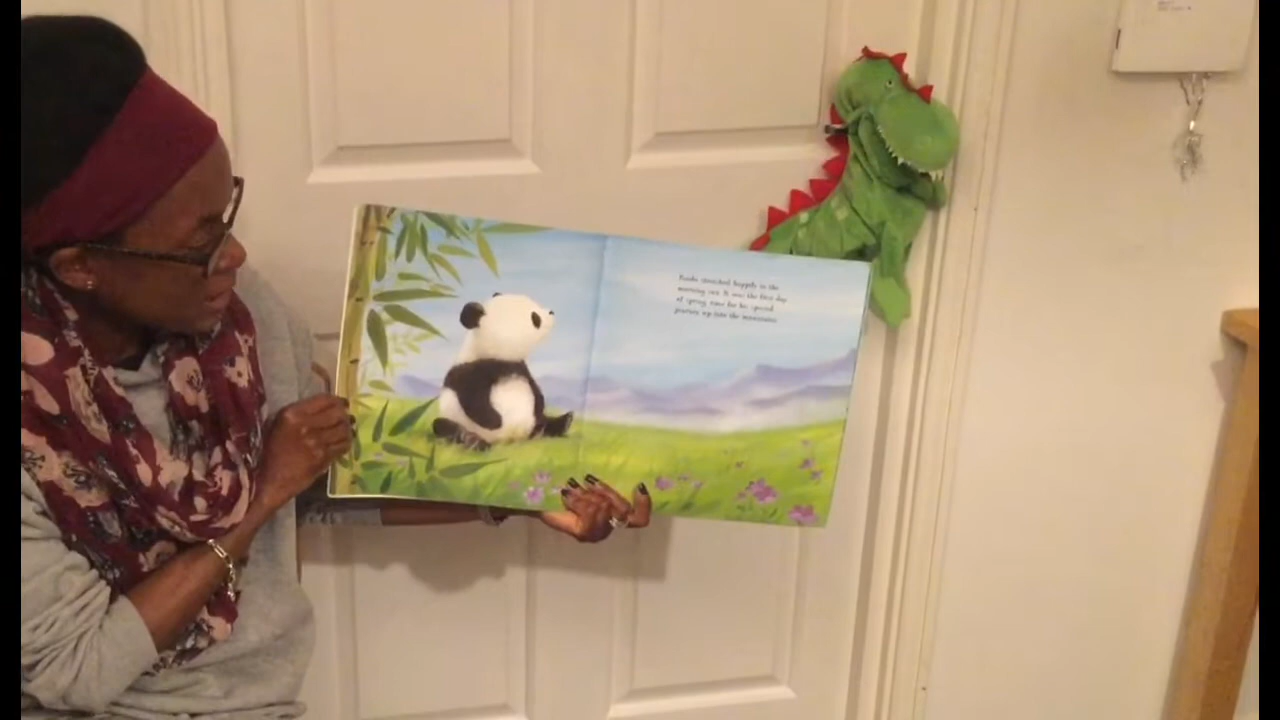 stretched happily in the
morning sun. It was the first day
of spring, time for his special
journey up into the mountains.